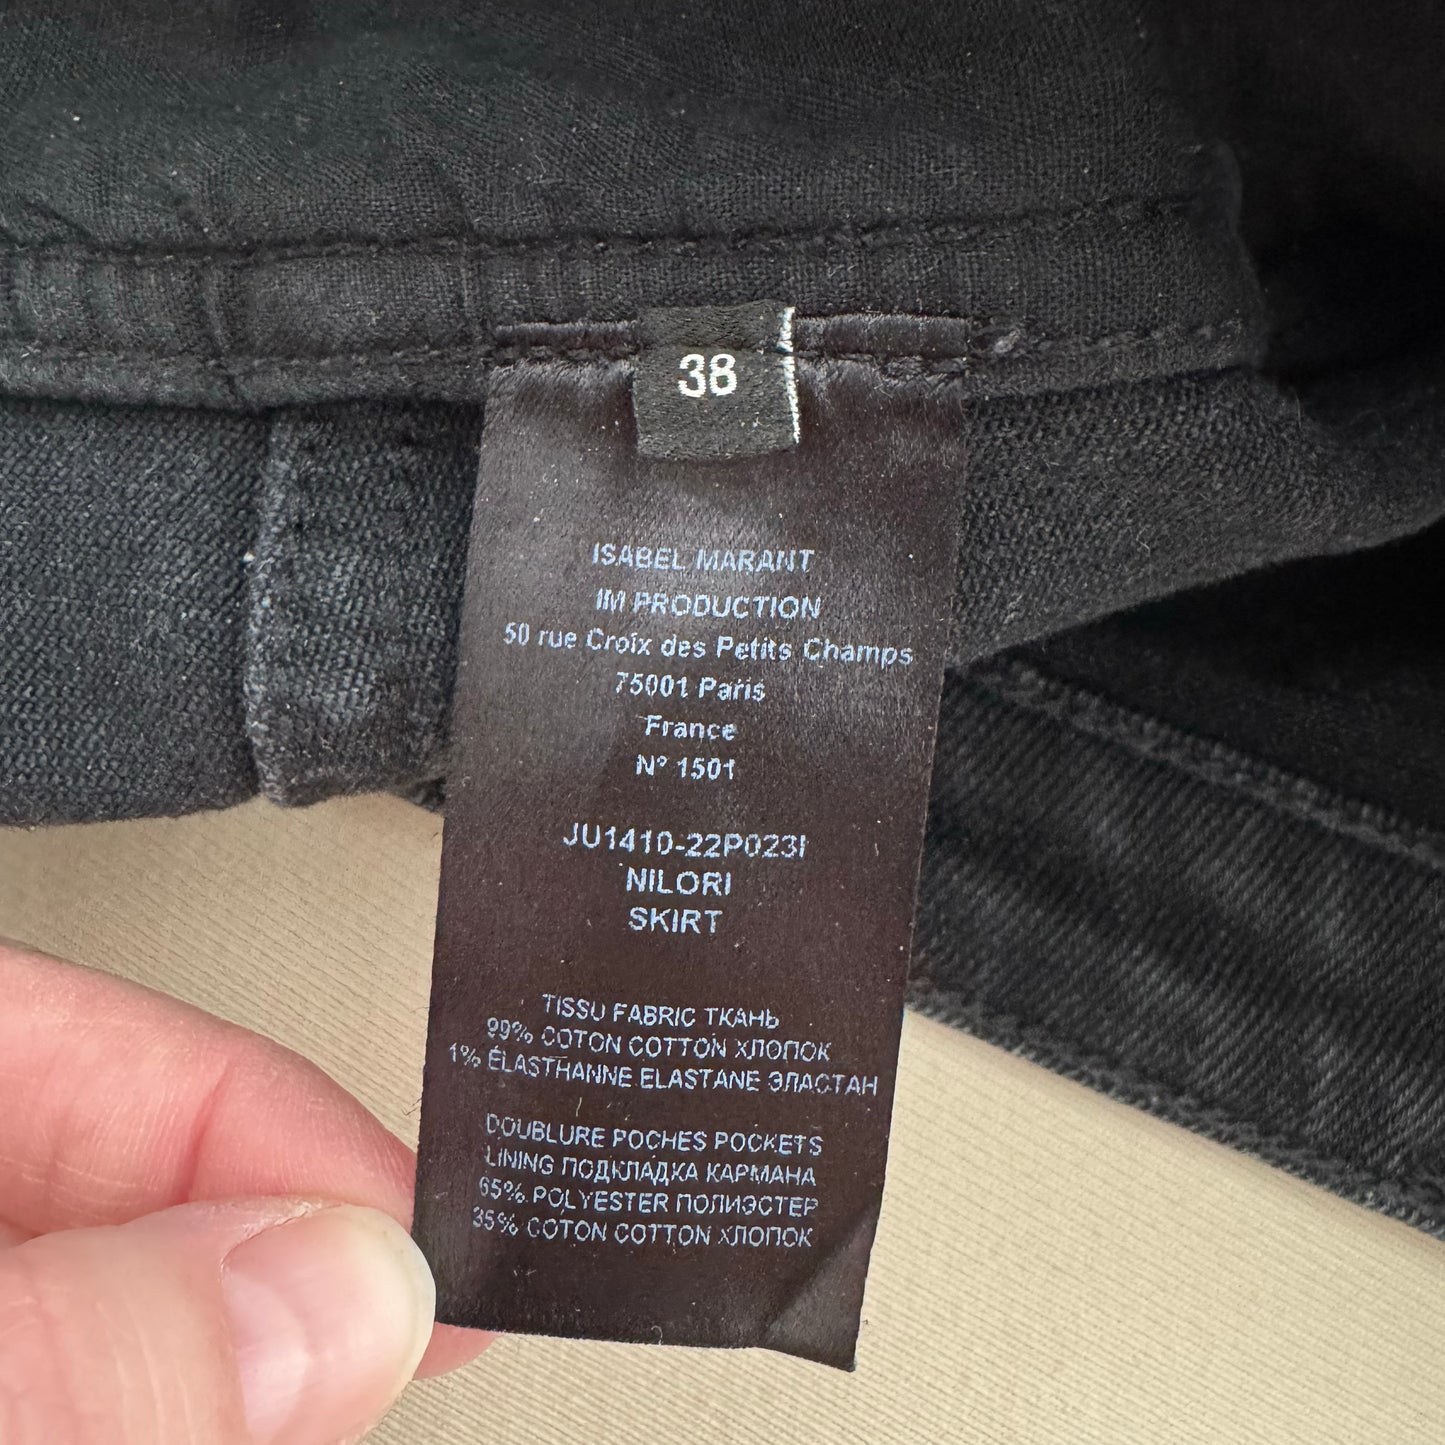 38
ISABEL MARANT
IM PRODUCTION
50 rue Croix des Petits Champs
75001 Paris
France
N° 1501
JU1410-22P023I
NILORI
SKIRT
TISSU FABRIC ТКАНЬ
99% COTON COTTON ХЛОПОК
1% ÉLASTHANNE ELASTANE ЭЛАСТАН
DOUBLURE POCHES POCKETS
LINING ПОДКЛАДКА КАРМАНА
65% POLYESTER ПОЛИЭСТЕР
35% COTON COTTON ХЛОПОК